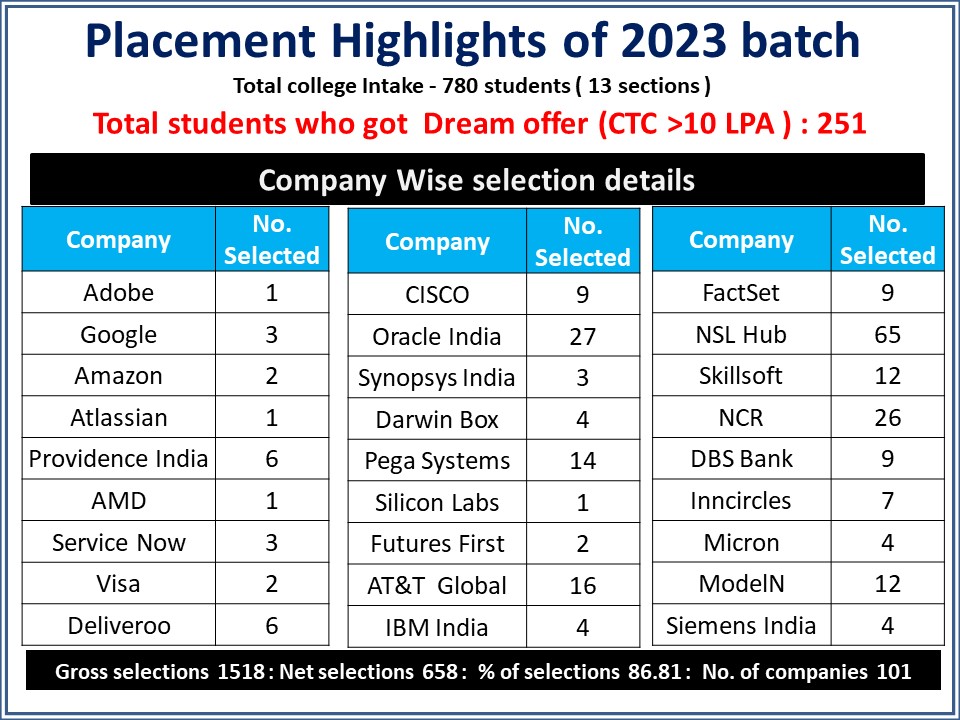 Placement Highlights of 2023 batch
Total college Intake - 780 students ( 13 sections )
Total students who got Dream offer (CTC >10 LPA ) : 251
Company Wise selection details
Company No. Selected
Adobe 1
Google 3
Amazon 2
Atlassian 1
Providence India 6
AMD 1
Service Now 3
Visa 2
Deliveroo 6
Company No. Selected
CISCO 9
Oracle India 27
Synopsys India 3
Darwin Box 4
Pega Systems 14
Silicon Labs 1
Futures First 2
AT&T Global 16
IBM India 4
Company No. Selected
FactSet 9
NSL Hub 65
Skillsoft 12
NCR 26
DBS Bank 9
Inncircles 7
Micron 4
ModelN 12
Siemens India 4
Gross selections 1518 : Net selections 658 : % of selections 86.81 : No. of companies 101